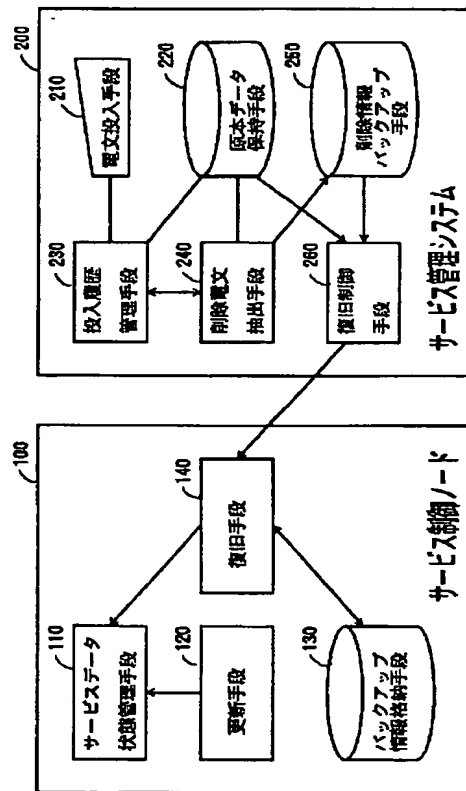 100
サービスデータ
状態管理手段
110
更新手段
120
バックアップ
情報格納手段
130
復旧手段
140
サービス制御ノード
200
電文投入手段
210
原本データ
保持手段
220
削除情報
バックアップ
手段
250
投入履歴
管理手段
230
削除電文
抽出手段
240
復旧制御
手段
260
サービス管理システム